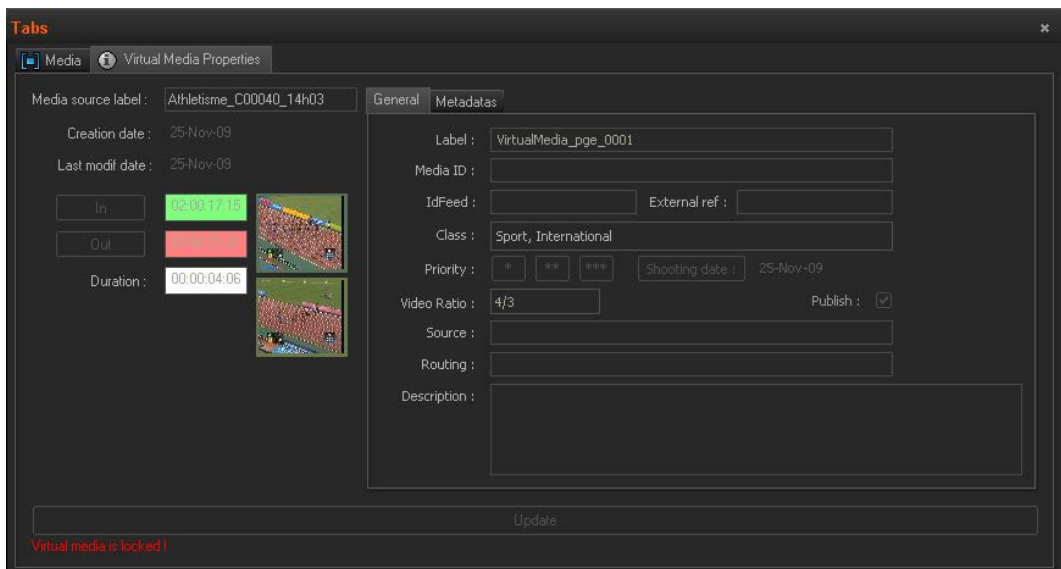 Tabs
Media
Virtual Media Properties
Media source label : Athletisme_C00040_14h03
Creation date : 25-Nov-09
Last modif date : 25-Nov-09
In 02:00:17:15
Out
Duration : 00:00:04:06
General Metadatas
Label : VirtualMedia_pge_0001
Media ID :
IdFeed : External ref :
Class : Sport, International
Priority : * ** *** Shooting date : 25-Nov-09
Video Ratio : 4/3 Publish :
Source :
Routing :
Description :
Update
Virtual media is locked !